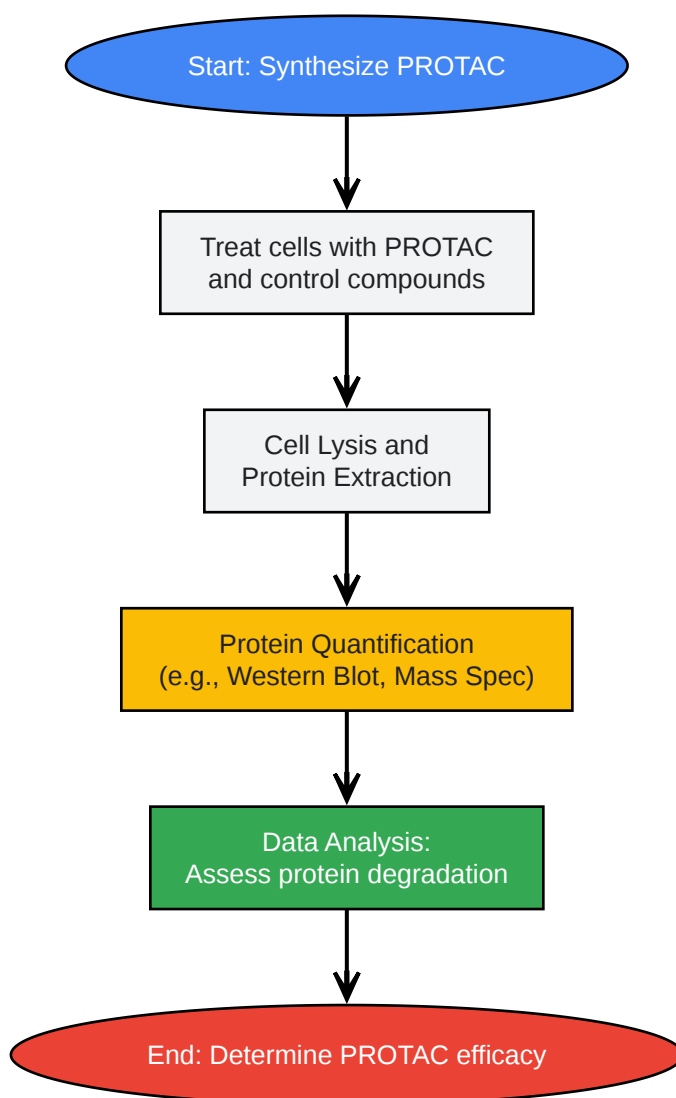 Start: Synthesize PROTAC
Treat cells with PROTAC
and control compounds
Cell Lysis and
Protein Extraction
Protein Quantification
(e.g., Western Blot, Mass Spec)
Data Analysis:
Assess protein degradation
End: Determine PROTAC efficacy